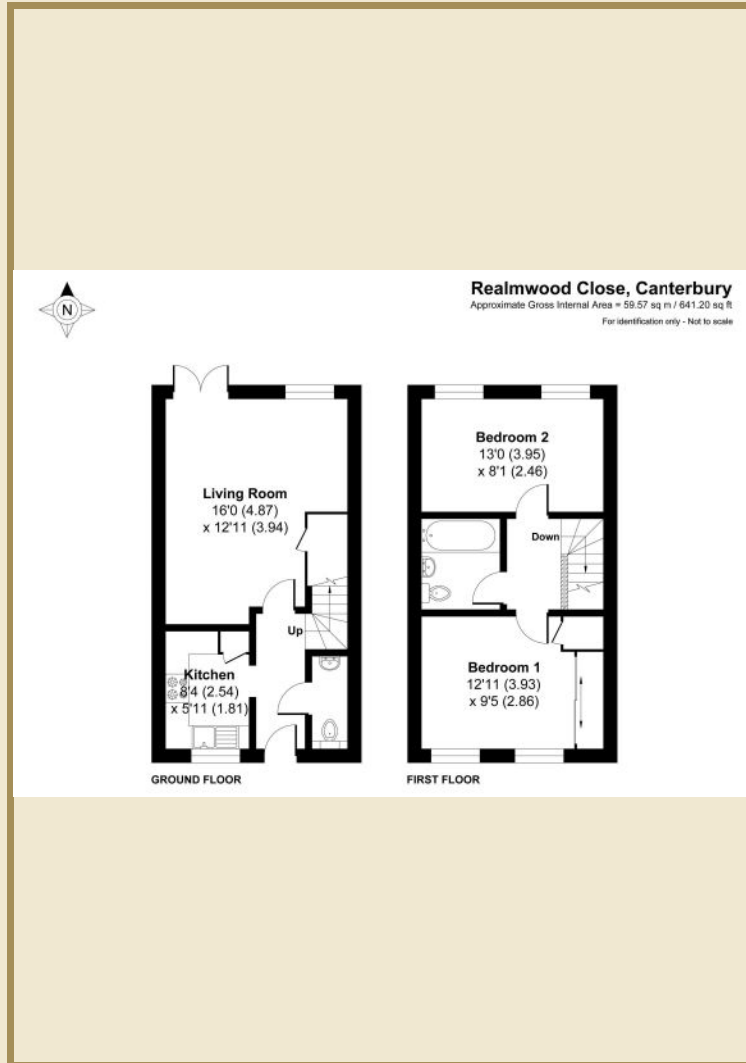 N
Realmwood Close, Canterbury
Approximate Gross Internal Area = 59.57 sq m / 641.20 sq ft
For identification only - Not to scale
Living Room
16'0 (4.87)
x 12'11 (3.94)
Up
Kitchen
8'4 (2.54)
x 5'11 (1.81)
GROUND FLOOR
Bedroom 2
13'0 (3.95)
x 8'1 (2.46)
Down
Bedroom 1
12'11 (3.93)
x 9'5 (2.86)
FIRST FLOOR